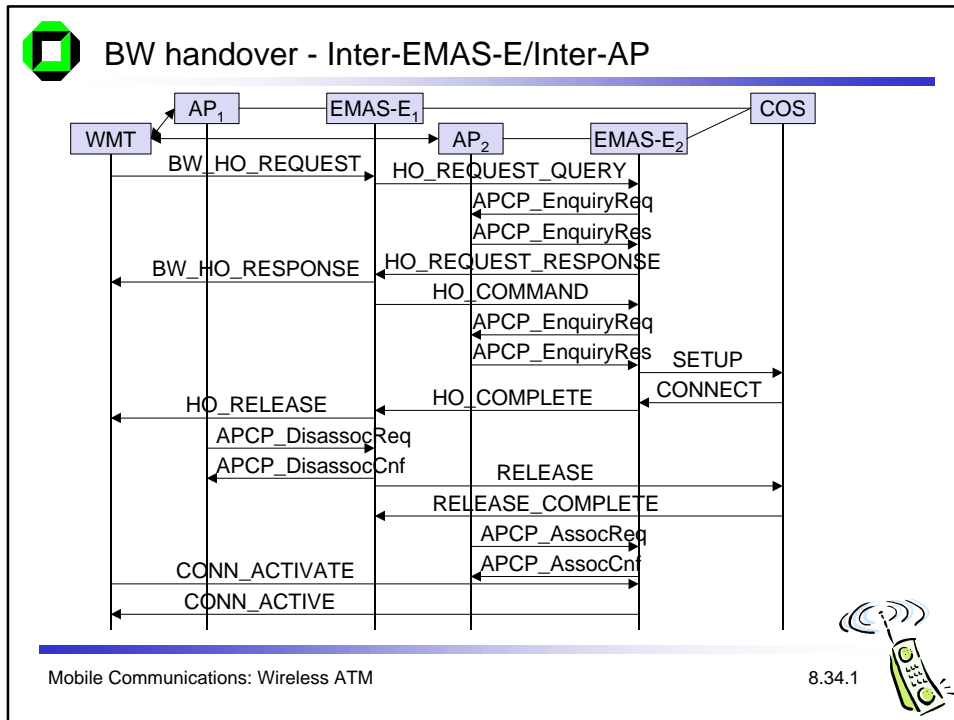 BW handover - Inter-EMAS-E/Inter-AP
AP1
EMAS-E1
COS
WMT
AP2
EMAS-E2
BW_HO_REQUEST
HO_REQUEST_QUERY
APCP_EnquiryReq
APCP_EnquiryRes
BW_HO_RESPONSE
HO_REQUEST_RESPONSE
HO_COMMAND
APCP_EnquiryReq
APCP_EnquiryRes
SETUP
CONNECT
HO_COMPLETE
HO_RELEASE
APCP_DisassocReq
APCP_DisassocCnf
RELEASE
RELEASE_COMPLETE
APCP_AssocReq
APCP_AssocCnf
CONN_ACTIVATE
CONN_ACTIVE
Mobile Communications: Wireless ATM
8.34.1